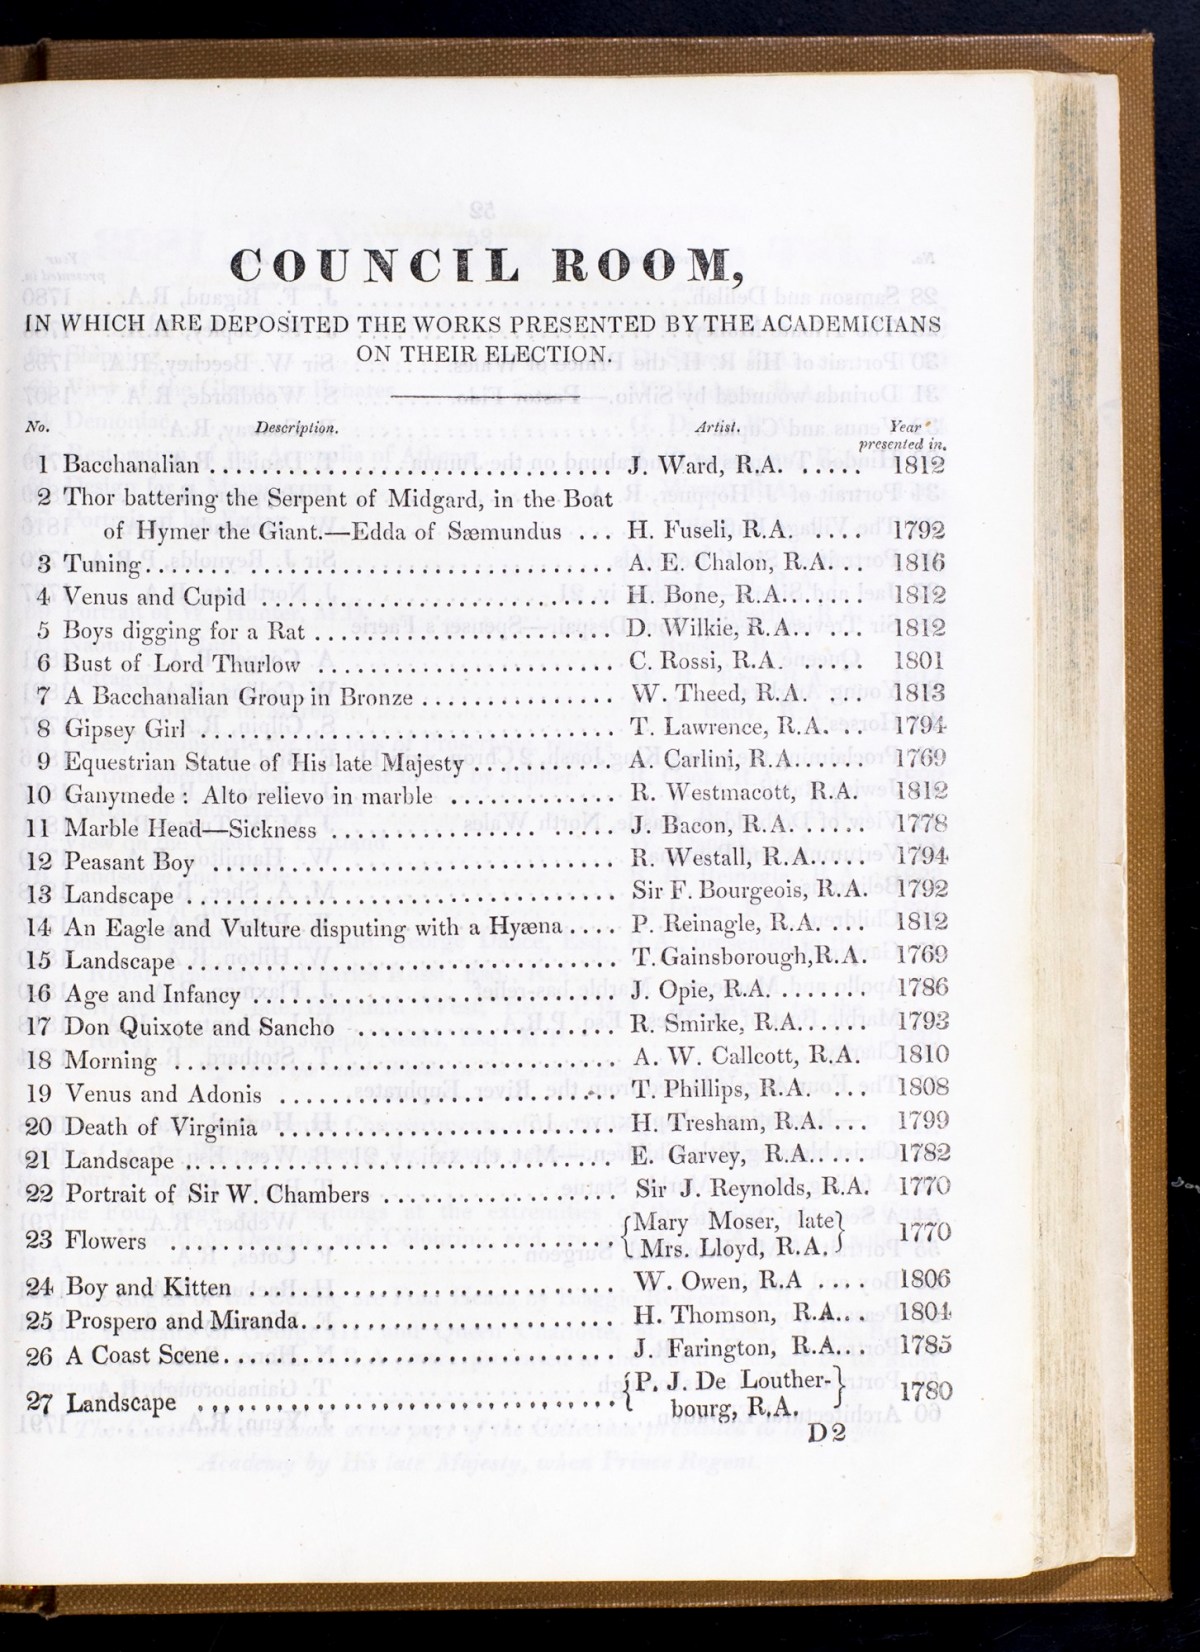 COUNCIL ROOM,
IN WHICH ARE DEPOSITED THE WORKS PRESENTED BY THE ACADEMICIANS
ON THEIR ELECTION.
No. Description. Artist. Year
presented in.
1 Bacchanalian .......... J. Ward, R.A. ..... 1812
2 Thor battering the Serpent of Midgard, in the Boat
of Hymer the Giant.—Edda of Sæmundus ... H. Fuseli, R.A. .... 1792
3 Tuning.......... A. E. Chalon, R.A... 1816
4 Venus and Cupid .......... H. Bone, R.A....... 1812
5 Boys digging for a Rat .......... D. Wilkie, R.A.. ... 1812
6 Bust of Lord Thurlow .......... C. Rossi, R.A. .... 1801
7 A Bacchanalian Group in Bronze .......... W. Theed, R.A. .... 1813
8 Gipsey Girl .......... T. Lawrence, R.A. .. 1794
9 Equestrian Statue of His late Majesty .......... A. Carlini, R.A..... 1769
10 Ganymede: Alto relievo in marble .......... R. Westmacott, R.A. 1812
11 Marble Head—Sickness .......... J. Bacon, R.A...... 1778
12 Peasant Boy .......... R. Westall, R.A..... 1794
13 Landscape .......... Sir F. Bourgeois, R.A. 1792
14 An Eagle and Vulture disputing with a Hyæna.... P. Reinagle, R.A. ... 1812
15 Landscape .......... T. Gainsborough, R.A. 1769
16 Age and Infancy .......... J. Opie, R.A. ...... 1786
17 Don Quixote and Sancho .......... R. Smirke, R.A...... 1793
18 Morning .......... A. W. Callcott, R.A. 1810
19 Venus and Adonis .......... T. Phillips, R.A. ... 1808
20 Death of Virginia .......... H. Tresham, R.A.... 1799
21 Landscape .......... E. Garvey, R.A..... 1782
22 Portrait of Sir W. Chambers .......... Sir J. Reynolds, R.A. 1770
23 Flowers .......... {Mary Moser, late} 1770
{Mrs. Lloyd, R.A.}
24 Boy and Kitten .......... W. Owen, R.A .... 1806
25 Prospero and Miranda.......... H. Thomson, R.A... 1804
26 A Coast Scene.......... J. Farington, R.A... 1785
27 Landscape .......... {P. J. De Louther-} 1780
{bourg, R.A.}
D 2